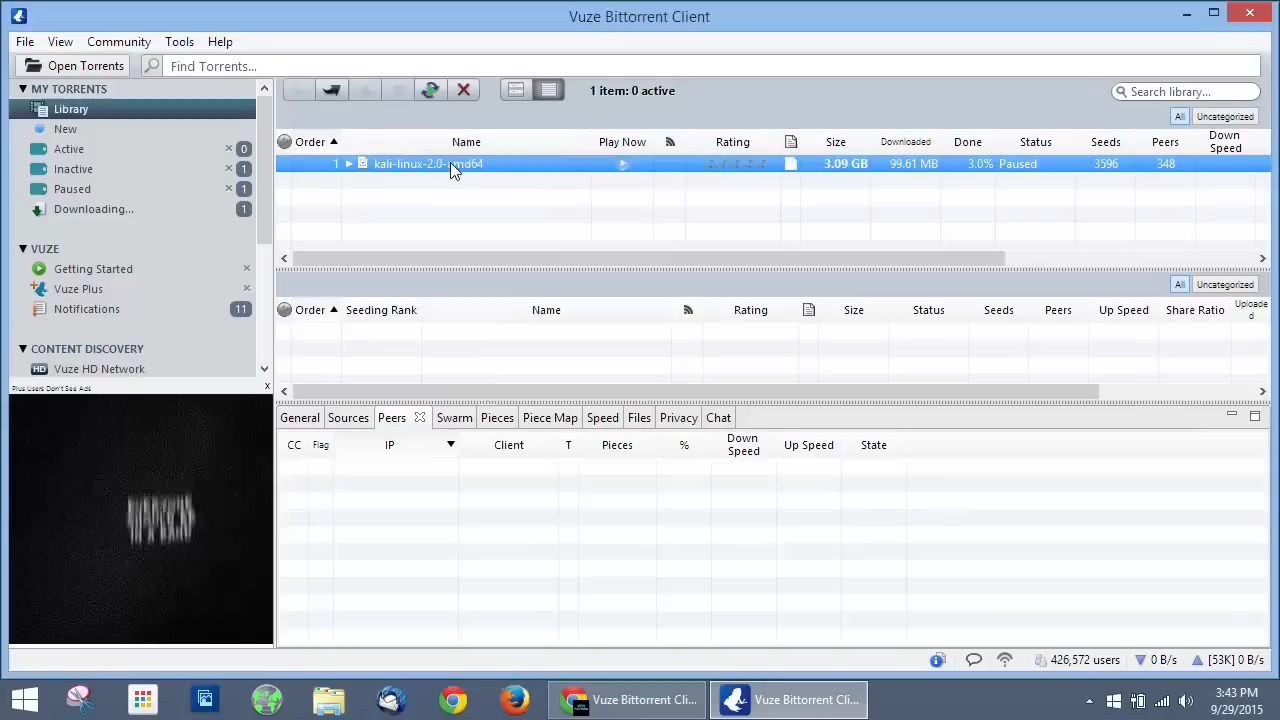 Vuze Bittorrent Client
File View Community Tools Help
Open Torrents Find Torrents...
MY TORRENTS
Library
New
Active 0
Inactive 1
Paused 1
Downloading... 1
VUZE
Getting Started
Vuze Plus
Notifications 11
CONTENT DISCOVERY
HD Vuze HD Network
Plus Users Don't See Ads
1 item: 0 active
Search library...
All Uncategorized
Order Name Play Now Rating Size Downloaded Done Status Seeds Peers Down Speed
1 kali-linux-2.0-amd64 3.09 GB 99.61 MB 3.0% Paused 3596 348
All Uncategorized
Order Seeding Rank Name Rating Size Status Seeds Peers Up Speed Share Ratio Uploade d
General Sources Peers Swarm Pieces Piece Map Speed Files Privacy Chat
CC Flag IP Client T Pieces % Down Speed Up Speed State
426,572 users 0 B/s [53K] 0 B/s
Vuze Bittorrent Cli... Vuze Bittorrent Cli...
3:43 PM
9/29/2015